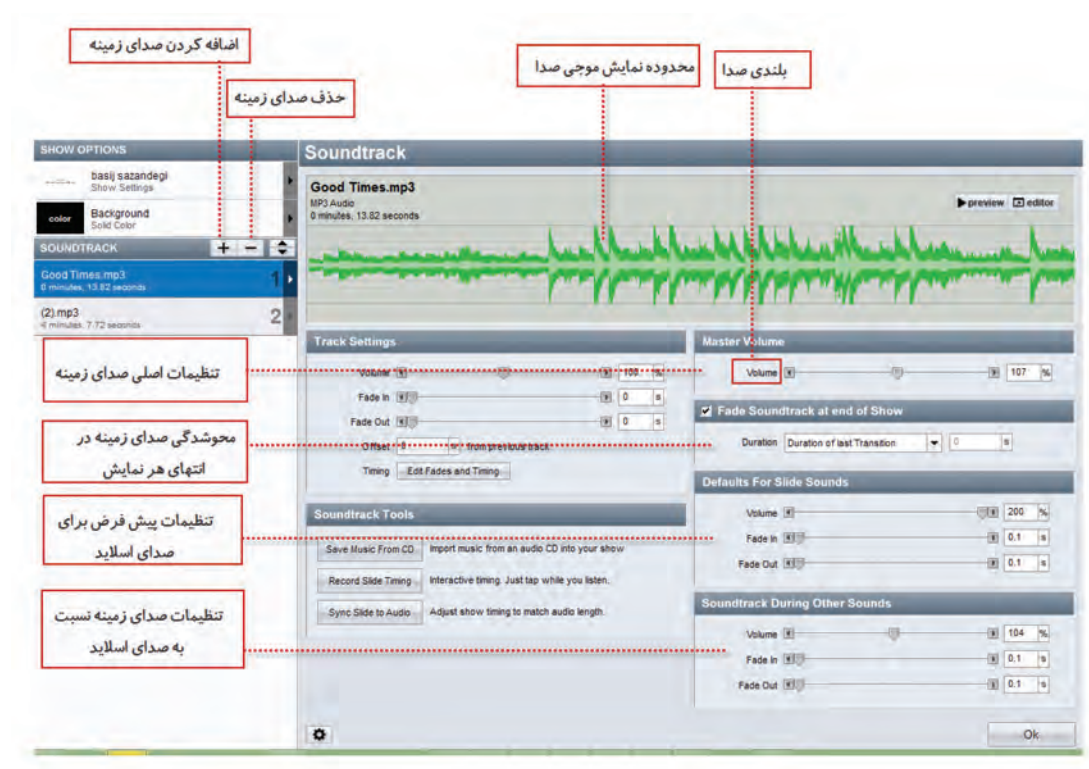 اضافه کردن صدای زمینه
حذف صدای زمینه
محدوده نمایش موجی صدا
بلندی صدا
SHOW OPTIONS
basij sazandegi
Show Settings
color
Background
Solid Color
SOUNDTRACK
Good Times.mp3
0 minutes, 13.82 seconds
1
(2).mp3
4 minutes, 7.72 seconds
2
تنظیمات اصلی صدای زمینه
محوشدگی صدای زمینه در
انتهای هر نمایش
تنظیمات پیش فرض برای
صدای اسلاید
تنظیمات صدای زمینه نسبت
به صدای اسلاید
Soundtrack
Good Times.mp3
MP3 Audio
0 minutes, 13.82 seconds
preview editor
Track Settings
Volume 100 %
Fade In 0 s
Fade Out 0 s
Offset 0 s from previous track
Timing Edit Fades and Timing
Soundtrack Tools
Save Music From CD Import music from an audio CD into your show
Record Slide Timing Interactive timing. Just tap while you listen.
Sync Slide to Audio Adjust show timing to match audio length.
Master Volume
Volume 107 %
Fade Soundtrack at end of Show
Duration Duration of last Transition 0 s
Defaults For Slide Sounds
Volume 200 %
Fade In 0.1 s
Fade Out 0.1 s
Soundtrack During Other Sounds
Volume 104 %
Fade In 0.1 s
Fade Out 0.1 s
Ok